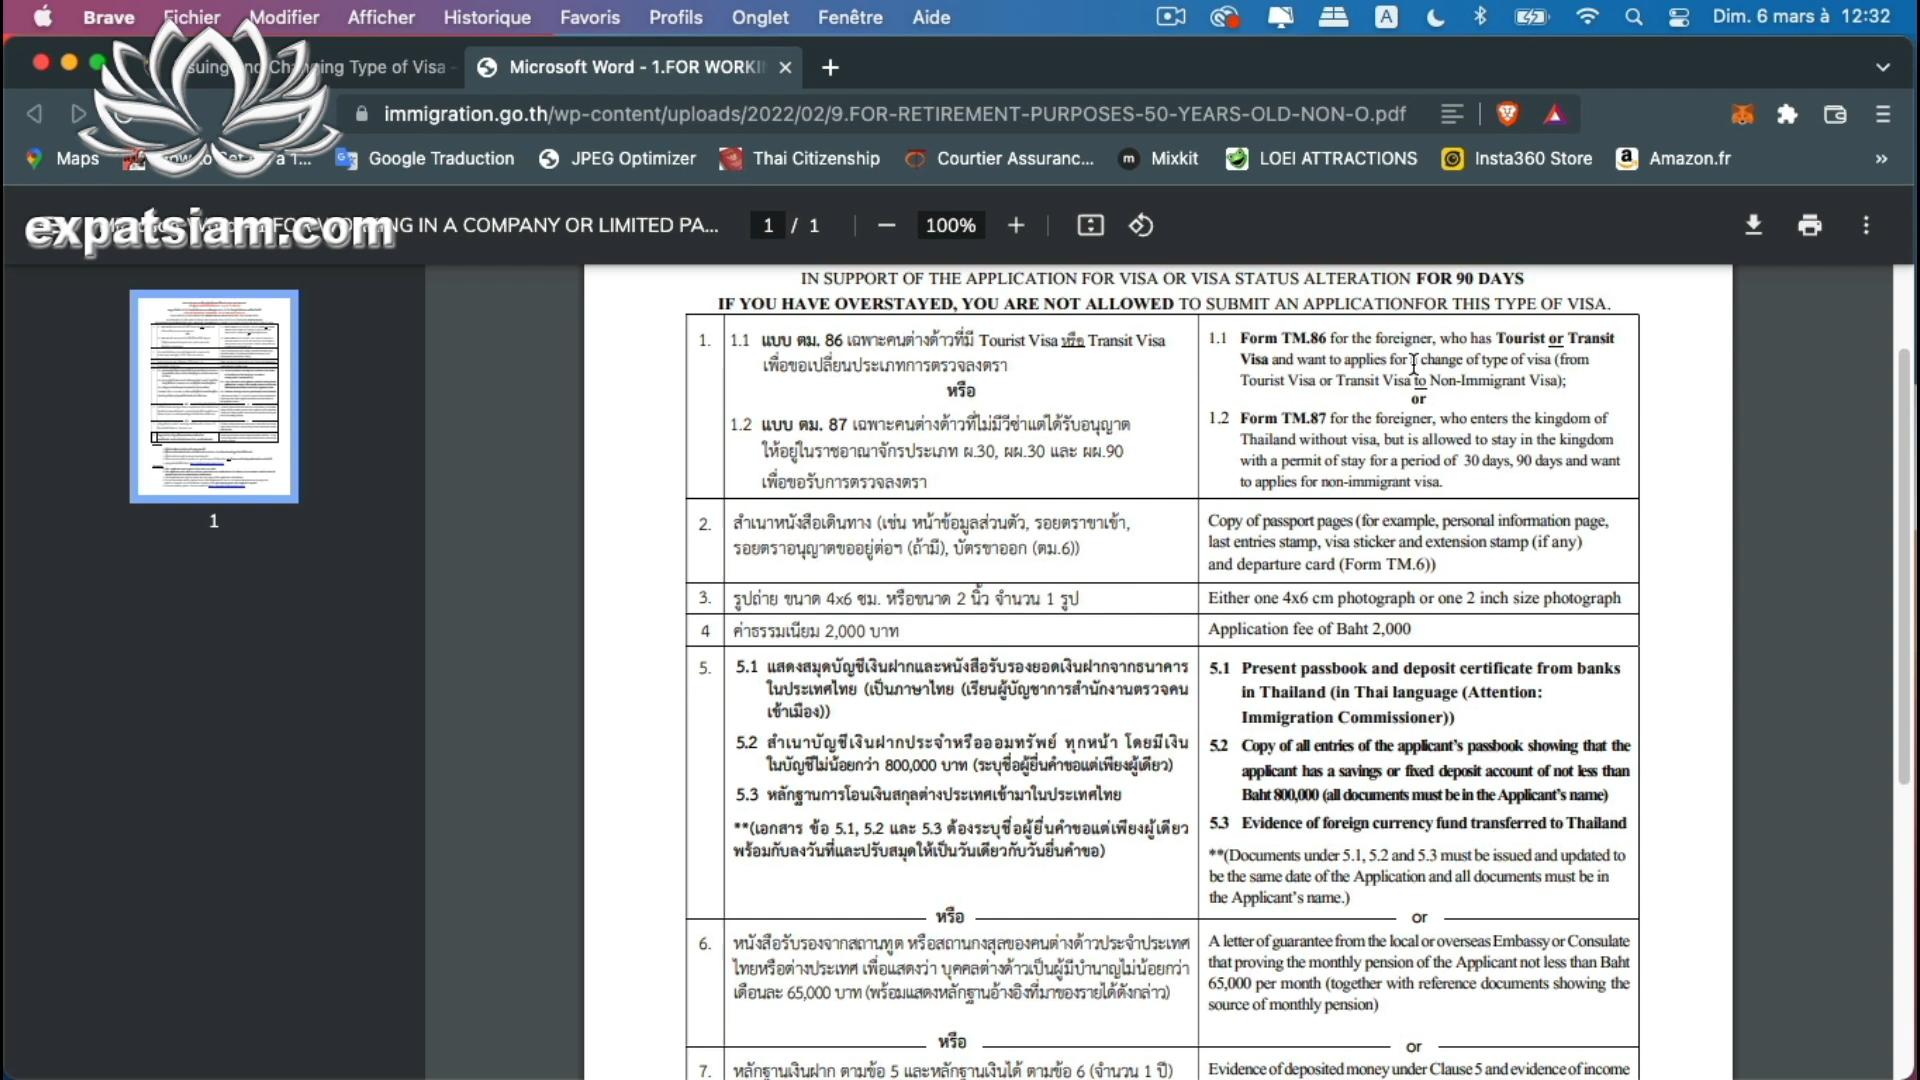 Brave Fichier Modifier Afficher Historique Favoris Profils Onglet Fenêtre Aide A Dim. 6 mars à 12:32
suing and Changing Type of Visa - Microsoft Word - 1.FOR WORKI
immigration.go.th/wp-content/uploads/2022/02/9.FOR-RETIREMENT-PURPOSES-50-YEARS-OLD-NON-O.pdf
Maps Google Traduction JPEG Optimizer Thai Citizenship Courtier Assuranc... m Mixkit LOEI ATTRACTIONS Insta360 Store Amazon.fr »
expatsiam.com
NG IN A COMPANY OR LIMITED PA... 1 / 1 100%
1
IN SUPPORT OF THE APPLICATION FOR VISA OR VISA STATUS ALTERATION FOR 90 DAYS
IF YOU HAVE OVERSTAYED, YOU ARE NOT ALLOWED TO SUBMIT AN APPLICATIONFOR THIS TYPE OF VISA.
1.
1.1 แบบ ตม. 86 เฉพาะคนต่างด้าวที่มี Tourist Visa หรือ Transit Visa
เพื่อขอเปลี่ยนประเภทการตรวจลงตรา
หรือ
1.2 แบบ ตม. 87 เฉพาะคนต่างด้าวที่ไม่มีวีซ่าแต่ได้รับอนุญาต
ให้อยู่ในราชอาณาจักรประเภท ผ.30, ผผ.30 และ ผผ.90
เพื่อขอรับการตรวจลงตรา
1.1 Form TM.86 for the foreigner, who has Tourist or Transit
Visa and want to applies for change of type of visa (from
Tourist Visa or Transit Visa to Non-Immigrant Visa);
or
1.2 Form TM.87 for the foreigner, who enters the kingdom of
Thailand without visa, but is allowed to stay in the kingdom
with a permit of stay for a period of 30 days, 90 days and want
to applies for non-immigrant visa.
2.
สำเนาหนังสือเดินทาง (เช่น หน้าข้อมูลส่วนตัว, รอยตราขาเข้า,
รอยตราอนุญาตขออยู่ต่อฯ (ถ้ามี), บัตรขาออก (ตม.6))
Copy of passport pages (for example, personal information page,
last entries stamp, visa sticker and extension stamp (if any)
and departure card (Form TM.6))
3.
รูปถ่าย ขนาด 4x6 ซม. หรือขนาด 2 นิ้ว จำนวน 1 รูป
Either one 4x6 cm photograph or one 2 inch size photograph
4
ค่าธรรมเนียม 2,000 บาท
Application fee of Baht 2,000
5.
5.1 แสดงสมุดบัญชีเงินฝากและหนังสือรับรองยอดเงินฝากจากธนาคาร
ในประเทศไทย (เป็นภาษาไทย (เรียนผู้บัญชาการสำนักงานตรวจคน
เข้าเมือง))
5.2 สำเนาบัญชีเงินฝากประจำหรือออมทรัพย์ ทุกหน้า โดยมีเงิน
ในบัญชีไม่น้อยกว่า 800,000 บาท (ระบุชื่อผู้ยื่นคำขอแต่เพียงผู้เดียว)
5.3 หลักฐานการโอนเงินสกุลต่างประเทศเข้ามาในประเทศไทย
**(เอกสาร ข้อ 5.1, 5.2 และ 5.3 ต้องระบุชื่อผู้ยื่นคำขอแต่เพียงผู้เดียว
พร้อมกับลงวันที่และปรับสมุดให้เป็นวันเดียวกับวันยื่นคำขอ)
หรือ
5.1 Present passbook and deposit certificate from banks
in Thailand (in Thai language (Attention:
Immigration Commissioner))
5.2 Copy of all entries of the applicant's passbook showing that the
applicant has a savings or fixed deposit account of not less than
Baht 800,000 (all documents must be in the Applicant's name)
5.3 Evidence of foreign currency fund transferred to Thailand
**(Documents under 5.1, 5.2 and 5.3 must be issued and updated to
be the same date of the Application and all documents must be in
the Applicant's name.)
or
6.
หนังสือรับรองจากสถานทูต หรือสถานกงสุลของคนต่างด้าวประจำประเทศ
ไทยหรือต่างประเทศ เพื่อแสดงว่า บุคคลต่างด้าวเป็นผู้มีบำนาญไม่น้อยกว่า
เดือนละ 65,000 บาท (พร้อมแสดงหลักฐานอ้างอิงที่มาของรายได้ดังกล่าว)
หรือ
A letter of guarantee from the local or overseas Embassy or Consulate
that proving the monthly pension of the Applicant not less than Baht
65,000 per month (together with reference documents showing the
source of monthly pension)
or
7.
หลักฐานเงินฝาก ตามข้อ 5 และหลักฐานเงินได้ ตามข้อ 6 (จำนวน 1 ปี)
Evidence of deposited money under Clause 5 and evidence of income